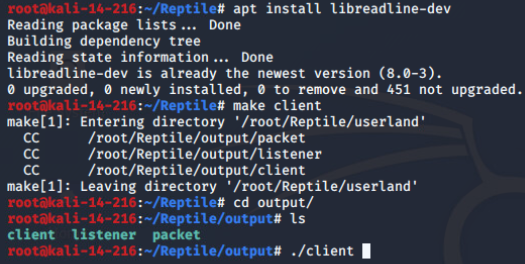 root@kali-14-216:~/Reptile# apt install libreadline-dev
Reading package lists... Done
Building dependency tree
Reading state information... Done
libreadline-dev is already the newest version (8.0-3).
0 upgraded, 0 newly installed, 0 to remove and 451 not upgraded.
root@kali-14-216:~/Reptile# make client
make[1]: Entering directory '/root/Reptile/userland'
CC /root/Reptile/output/packet
CC /root/Reptile/output/listener
CC /root/Reptile/output/client
make[1]: Leaving directory '/root/Reptile/userland'
root@kali-14-216:~/Reptile# cd output/
root@kali-14-216:~/Reptile/output# ls
client listener packet
root@kali-14-216:~/Reptile/output# ./client